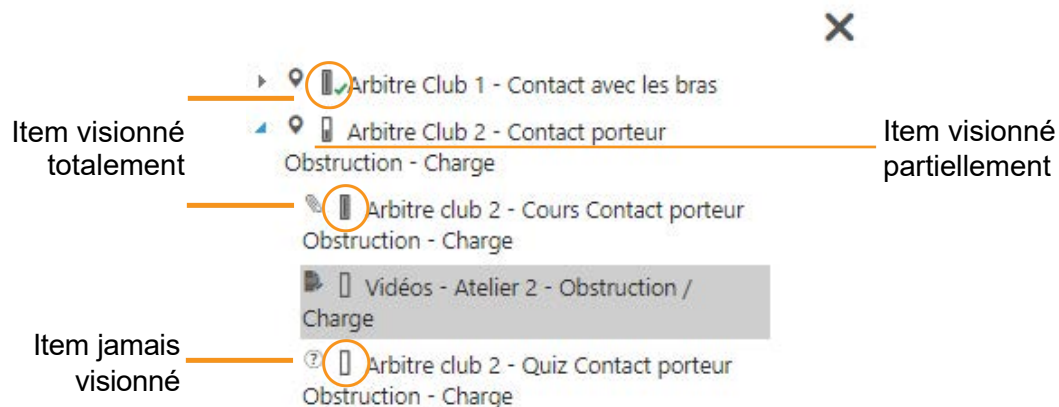 Arbitre Club 1 - Contact avec les bras
Item visionné
totalement
Arbitre Club 2 - Contact porteur
Obstruction - Charge
Item visionné
partiellement
Arbitre club 2 - Cours Contact porteur
Obstruction - Charge
Vidéos - Atelier 2 - Obstruction /
Charge
Item jamais
visionné
Arbitre club 2 - Quiz Contact porteur
Obstruction - Charge